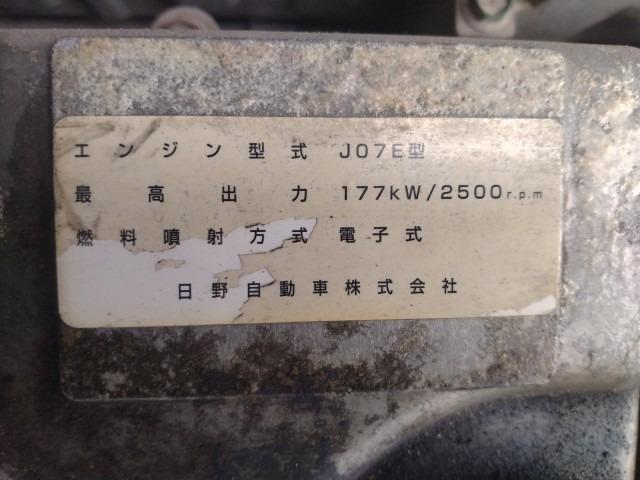 エンジン型式 J07E型
最高出力 177kW/2500r.p.m
燃料噴射方式 電子式
日野自動車株式会社